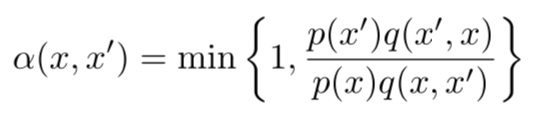 α(x, x′) = min { 1, p(x′)q(x′, x) / p(x)q(x, x′) }